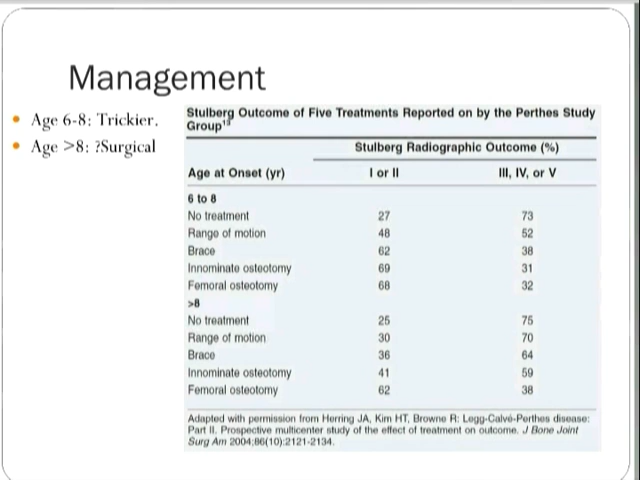 Management
• Age 6-8: Trickier.
• Age >8: ?Surgical
Stulberg Outcome of Five Treatments Reported on by the Perthes Study
Group¹⁵
Stulberg Radiographic Outcome (%)
Age at Onset (yr) I or II III, IV, or V
6 to 8
No treatment 27 73
Range of motion 48 52
Brace 62 38
Innominate osteotomy 69 31
Femoral osteotomy 68 32
>8
No treatment 25 75
Range of motion 30 70
Brace 36 64
Innominate osteotomy 41 59
Femoral osteotomy 62 38
Adapted with permission from Herring JA, Kim HT, Browne R: Legg-Calvé-Perthes disease:
Part II. Prospective multicenter study of the effect of treatment on outcome. J Bone Joint
Surg Am 2004;86(10):2121-2134.